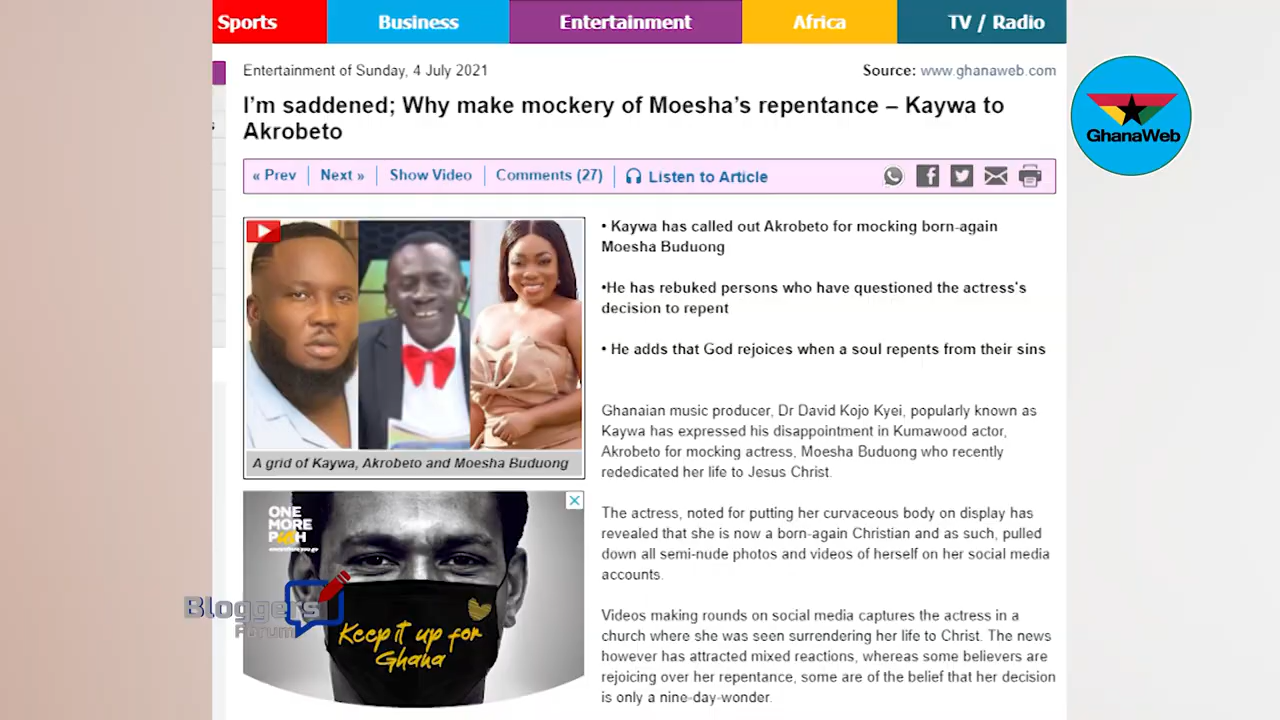 Sports
Business
Entertainment
Africa
TV / Radio
Entertainment of Sunday, 4 July 2021
Source: www.ghanaweb.com
I'm saddened; Why make mockery of Moesha's repentance – Kaywa to
Akrobeto
GhanaWeb
« Prev
Next »
Show Video
Comments (27)
Listen to Article
A grid of Kaywa, Akrobeto and Moesha Buduong
• Kaywa has called out Akrobeto for mocking born-again
Moesha Buduong
•He has rebuked persons who have questioned the actress's
decision to repent
• He adds that God rejoices when a soul repents from their sins
Ghanaian music producer, Dr David Kojo Kyei, popularly known as
Kaywa has expressed his disappointment in Kumawood actor,
Akrobeto for mocking actress, Moesha Buduong who recently
rededicated her life to Jesus Christ.
The actress, noted for putting her curvaceous body on display has
revealed that she is now a born-again Christian and as such, pulled
down all semi-nude photos and videos of herself on her social media
accounts.
Videos making rounds on social media captures the actress in a
church where she was seen surrendering her life to Christ. The news
however has attracted mixed reactions, whereas some believers are
rejoicing over her repentance, some are of the belief that her decision
is only a nine-day-wonder.
ONE
MORE
Keep it up for
Ghana
Bloggers
Forum